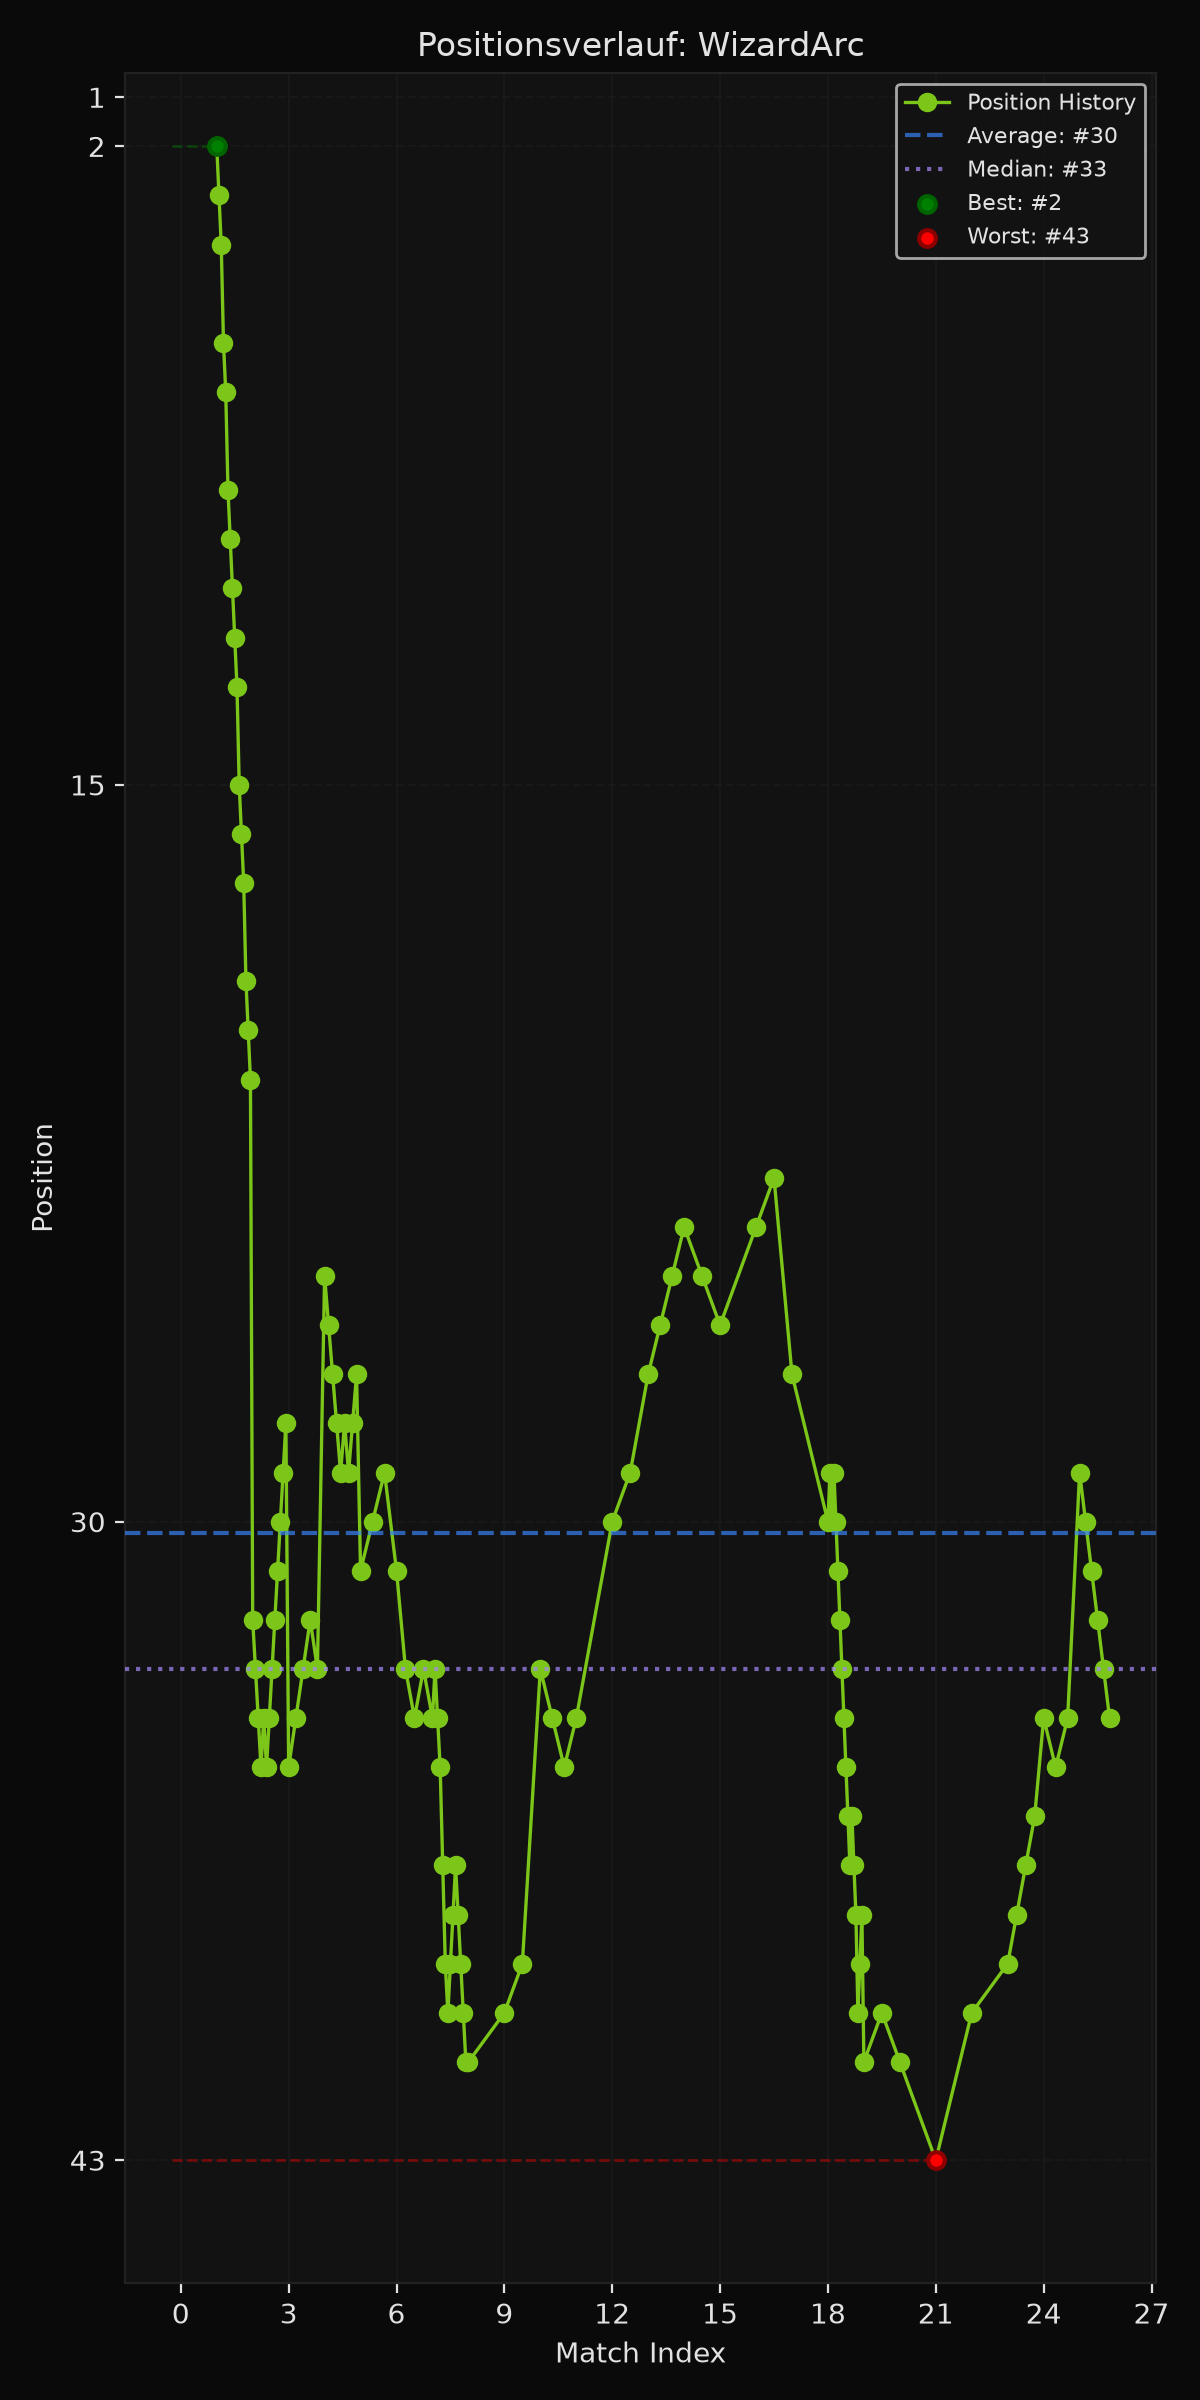 Positionsverlauf: WizardArc
Position History
Average: #30
Median: #33
Best: #2
Worst: #43
Position
1
2
15
30
43
0 3 6 9 12 15 18 21 24 27
Match Index